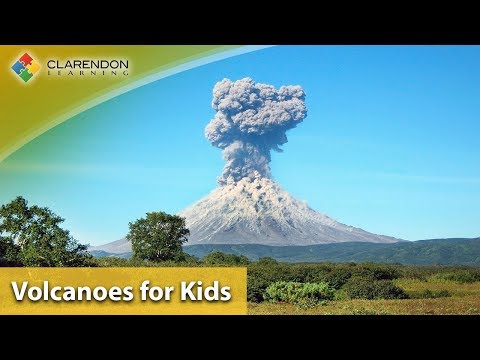 CLARENDON
LEARNING
Volcanoes for Kids